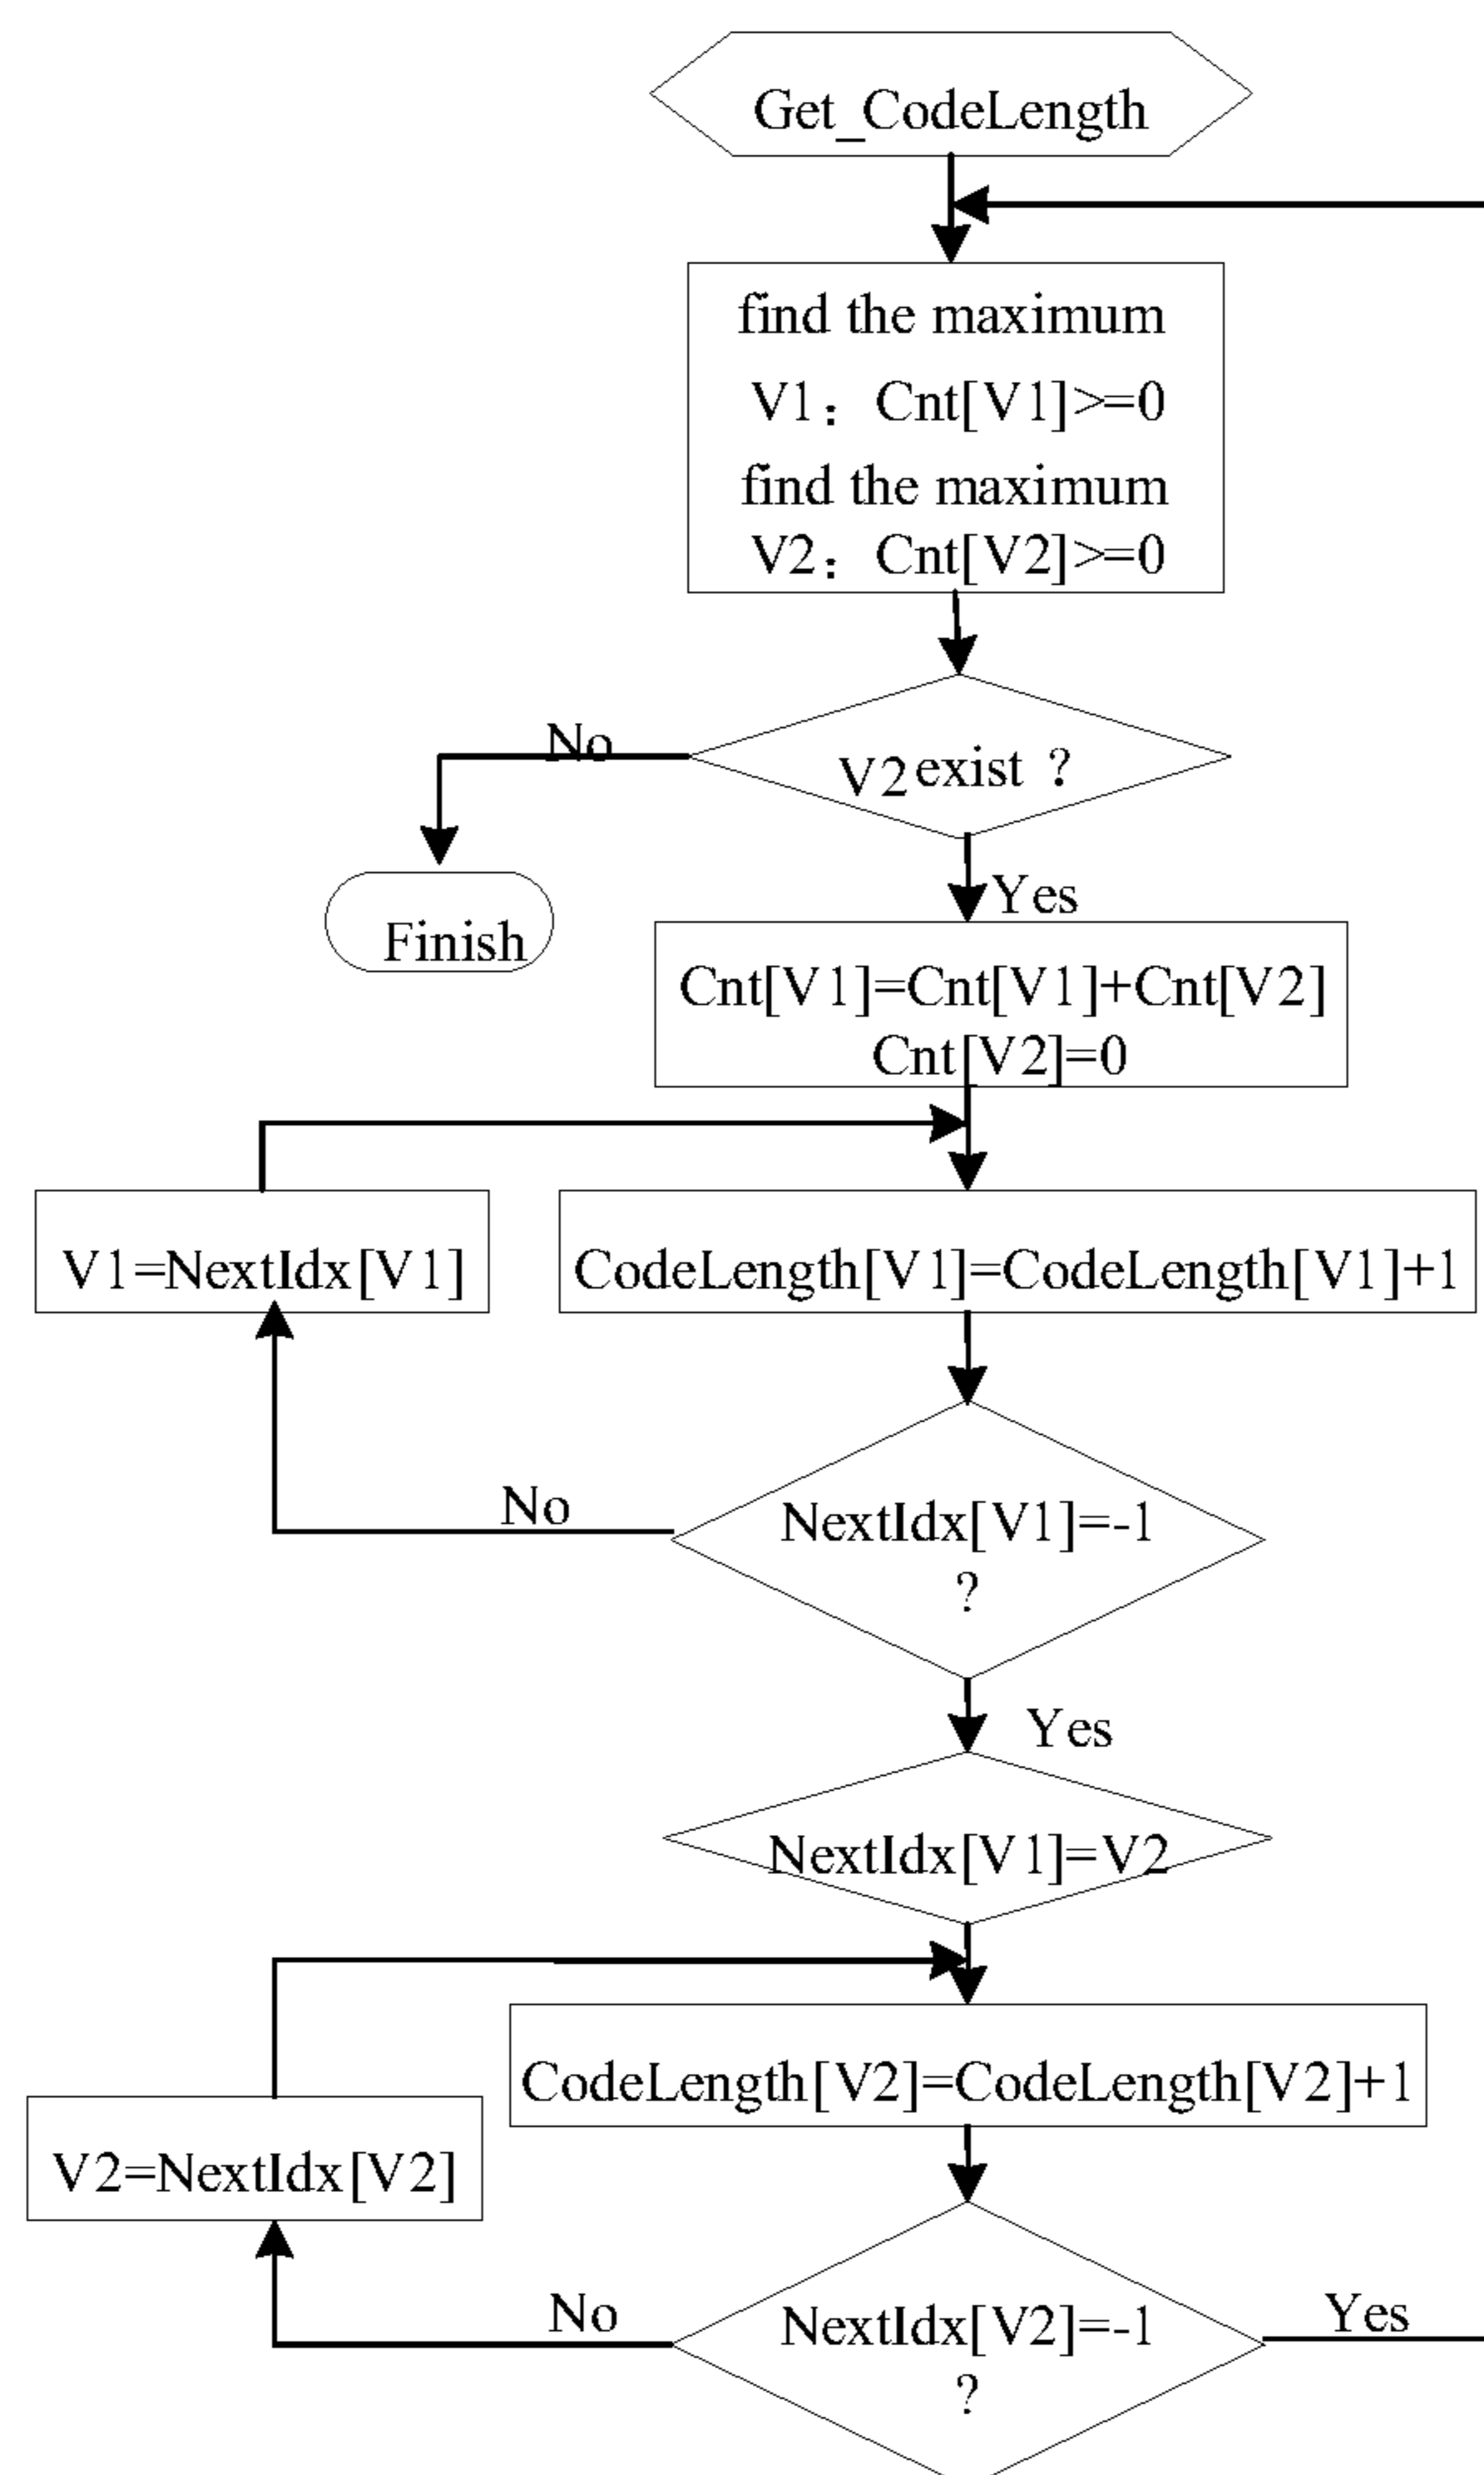 Get_CodeLength
find the maximum
V1：Cnt[V1]>=0
find the maximum
V2：Cnt[V2]>=0
No
V2 exist ?
Yes
Finish
Cnt[V1]=Cnt[V1]+Cnt[V2]
Cnt[V2]=0
V1=NextIdx[V1]
CodeLength[V1]=CodeLength[V1]+1
No
NextIdx[V1]=-1
?
Yes
NextIdx[V1]=V2
CodeLength[V2]=CodeLength[V2]+1
V2=NextIdx[V2]
No
NextIdx[V2]=-1
?
Yes